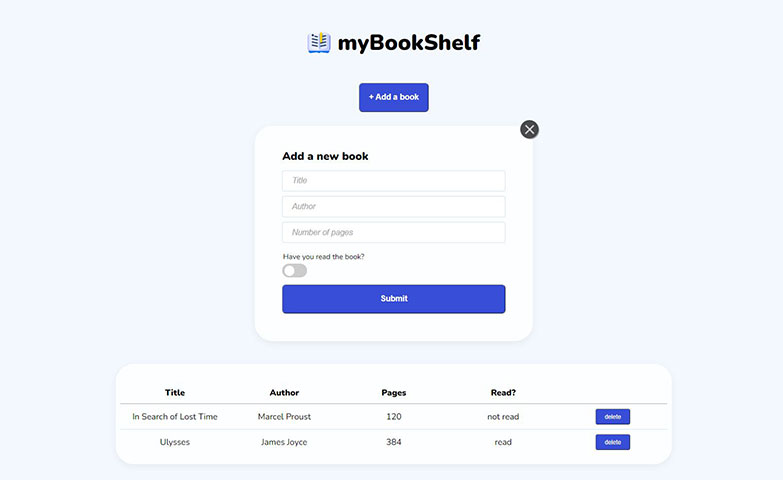 myBookShelf
+ Add a book
Add a new book
Title
Author
Number of pages
Have you read the book?
Submit
Title Author Pages Read?
In Search of Lost Time Marcel Proust 120 not read delete
Ulysses James Joyce 384 read delete